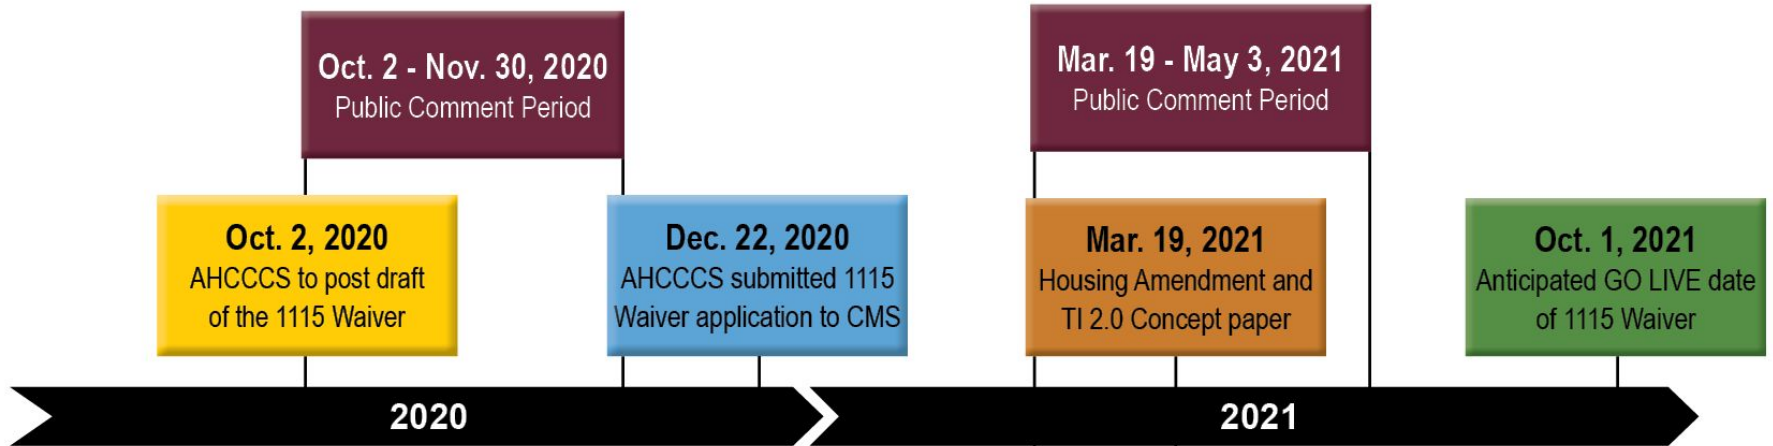 Oct. 2 - Nov. 30, 2020
Public Comment Period
Mar. 19 - May 3, 2021
Public Comment Period
Oct. 2, 2020
AHCCCS to post draft
of the 1115 Waiver
Dec. 22, 2020
AHCCCS submitted 1115
Waiver application to CMS
Mar. 19, 2021
Housing Amendment and
TI 2.0 Concept paper
Oct. 1, 2021
Anticipated GO LIVE date
of 1115 Waiver
2020
2021